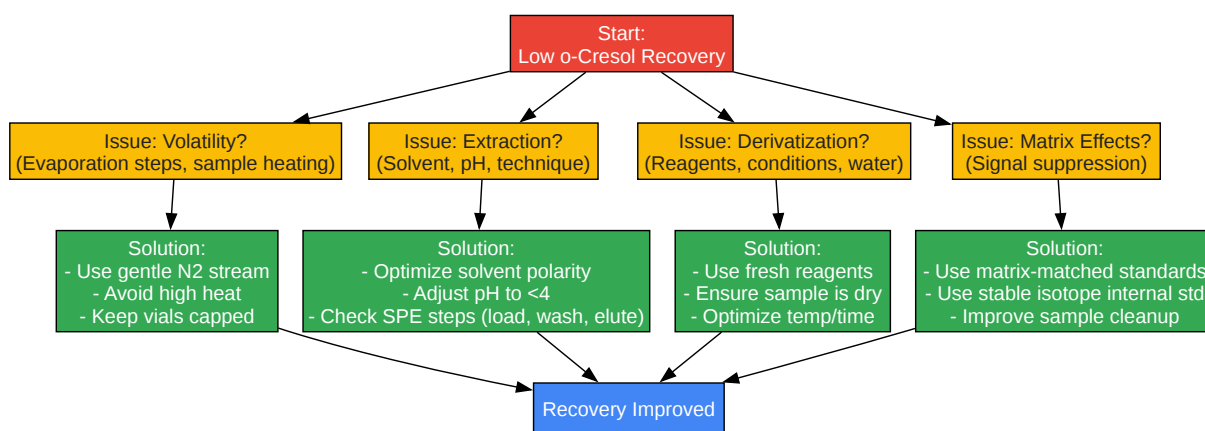 Start:
Low o-Cresol Recovery
Issue: Volatility?
(Evaporation steps, sample heating)
Issue: Extraction?
(Solvent, pH, technique)
Issue: Derivatization?
(Reagents, conditions, water)
Issue: Matrix Effects?
(Signal suppression)
Solution:
- Use gentle N2 stream
- Avoid high heat
- Keep vials capped
Solution:
- Optimize solvent polarity
- Adjust pH to <4
- Check SPE steps (load, wash, elute)
Solution:
- Use fresh reagents
- Ensure sample is dry
- Optimize temp/time
Solution:
- Use matrix-matched standards
- Use stable isotope internal std
- Improve sample cleanup
Recovery Improved